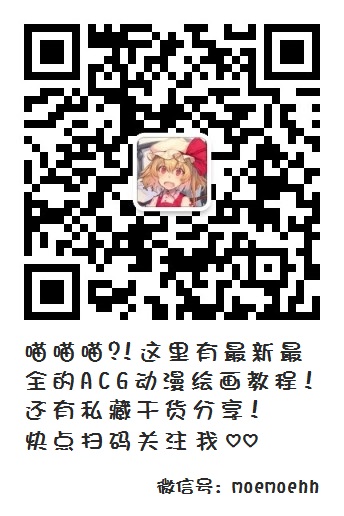 喵喵喵?!这里有最新最
全的ACG动漫绘画教程!
还有私藏干货分享!
快点扫码关注我♡♡
微信号: moemoehh